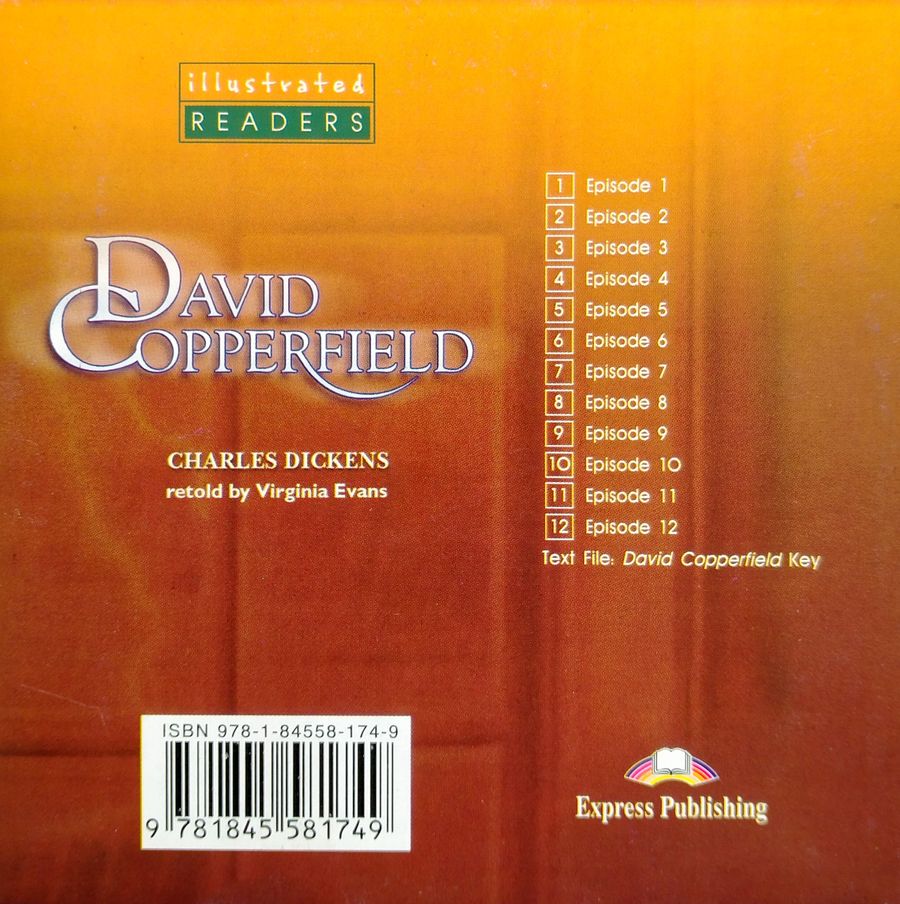 illustrated
READERS
DAVID
COPPERFIELD
CHARLES DICKENS
retold by Virginia Evans
1 Episode 1
2 Episode 2
3 Episode 3
4 Episode 4
5 Episode 5
6 Episode 6
7 Episode 7
8 Episode 8
9 Episode 9
10 Episode 10
11 Episode 11
12 Episode 12
Text File: David Copperfield Key
ISBN 978-1-84558-174-9
9 781845 581749
Express Publishing